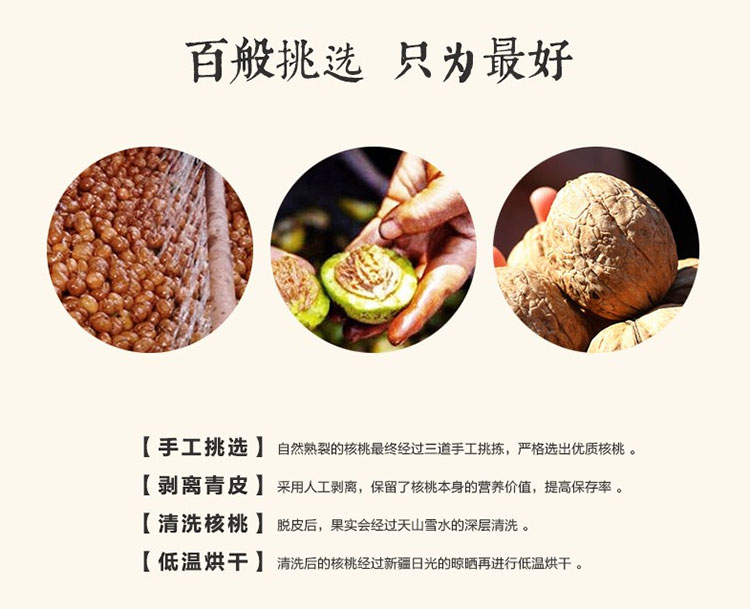 百般挑选 只为最好
【手工挑选】自然熟裂的核桃最终经过三道手工挑拣，严格选出优质核桃。
【剥离青皮】采用人工剥离，保留了核桃本身的营养价值，提高保存率。
【清洗核桃】脱皮后，果实会经过天山雪水的深层清洗。
【低温烘干】清洗后的核桃经过新疆日光的晾晒再进行低温烘干。